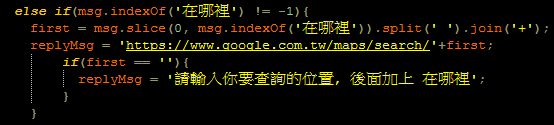 else if(msg.indexOf('在哪裡') != -1){
first = msg.slice(0, msg.indexOf('在哪裡')).split(' ').join('+');
replyMsg = 'https://www.google.com.tw/maps/search/'+first;
if(first == ''){
replyMsg = '請輸入你要查詢的位置, 後面加上 在哪裡';
}
}